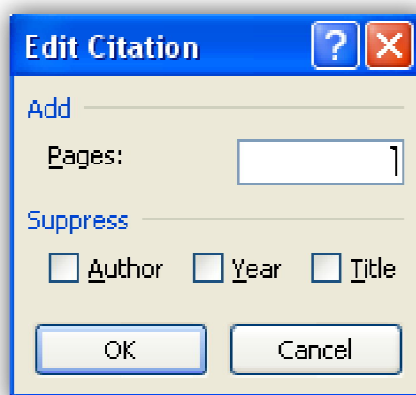 Edit Citation ?
Add
Pages:
Suppress
Author Year Title
OK Cancel